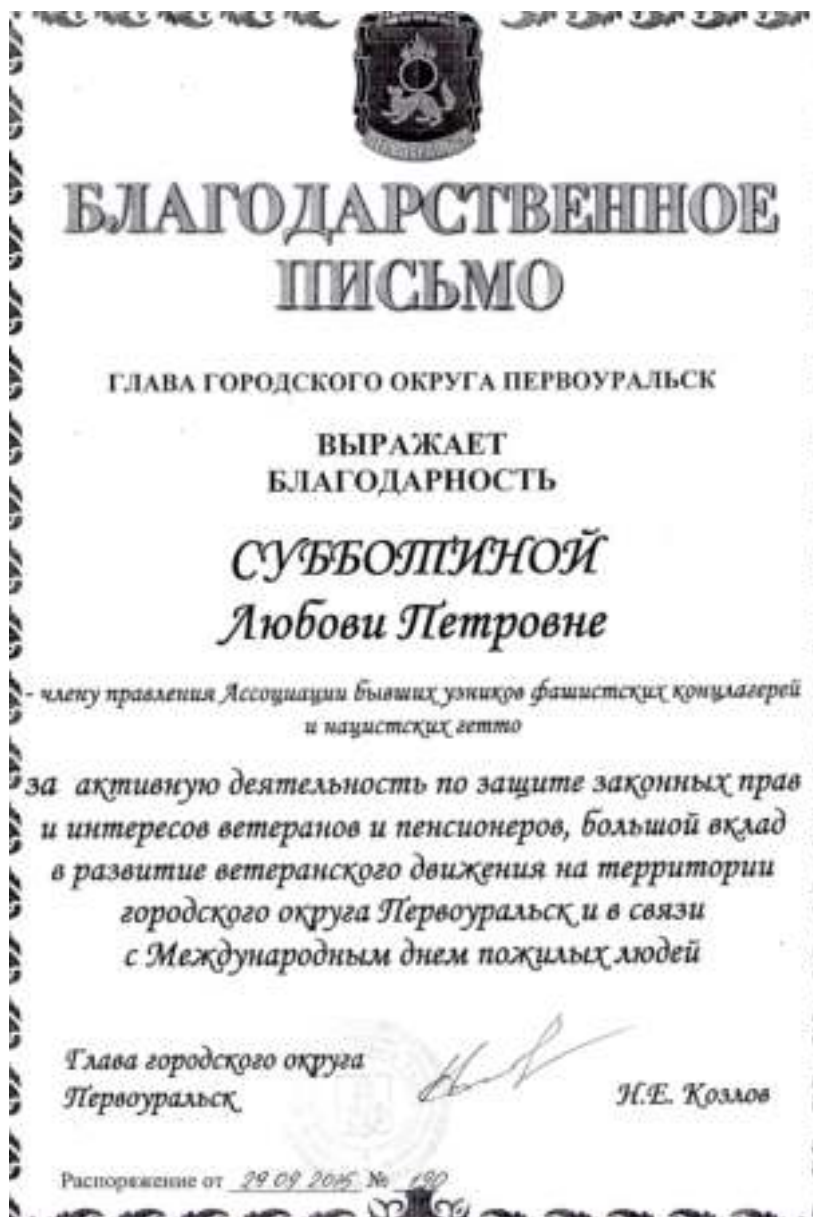 БЛАГОДАРСТВЕННОЕ
ПИСЬМО
ГЛАВА ГОРОДСКОГО ОКРУГА ПЕРВОУРАЛЬСК
ВЫРАЖАЕТ
БЛАГОДАРНОСТЬ
СУББОТИНОЙ
Любови Петровне
- члену правления Ассоциации бывших узников фашистских концлагерей
и нацистских гетто
за активную деятельность по защите законных прав
и интересов ветеранов и пенсионеров, большой вклад
в развитие ветеранского движения на территории
городского округа Первоуральск и в связи
с Международным днем пожилых людей
Глава городского округа
Первоуральск
Н.Е. Козлов
Распоряжение от 29 09 2015 № 190